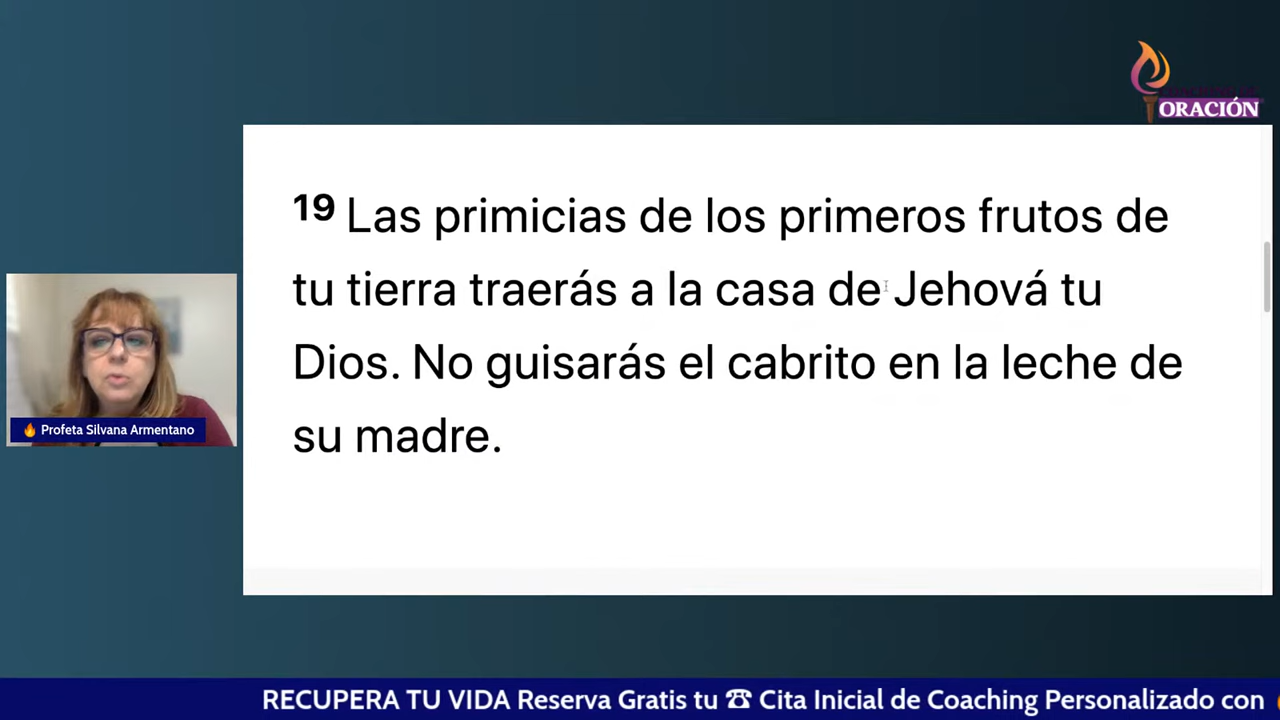 ORACIÓN
19 Las primicias de los primeros frutos de
tu tierra traerás a la casa de Jehová tu
Dios. No guisarás el cabrito en la leche de
su madre.
🔥 Profeta Silvana Armentano
RECUPERA TU VIDA Reserva Gratis tu ☎ Cita Inicial de Coaching Personalizado con